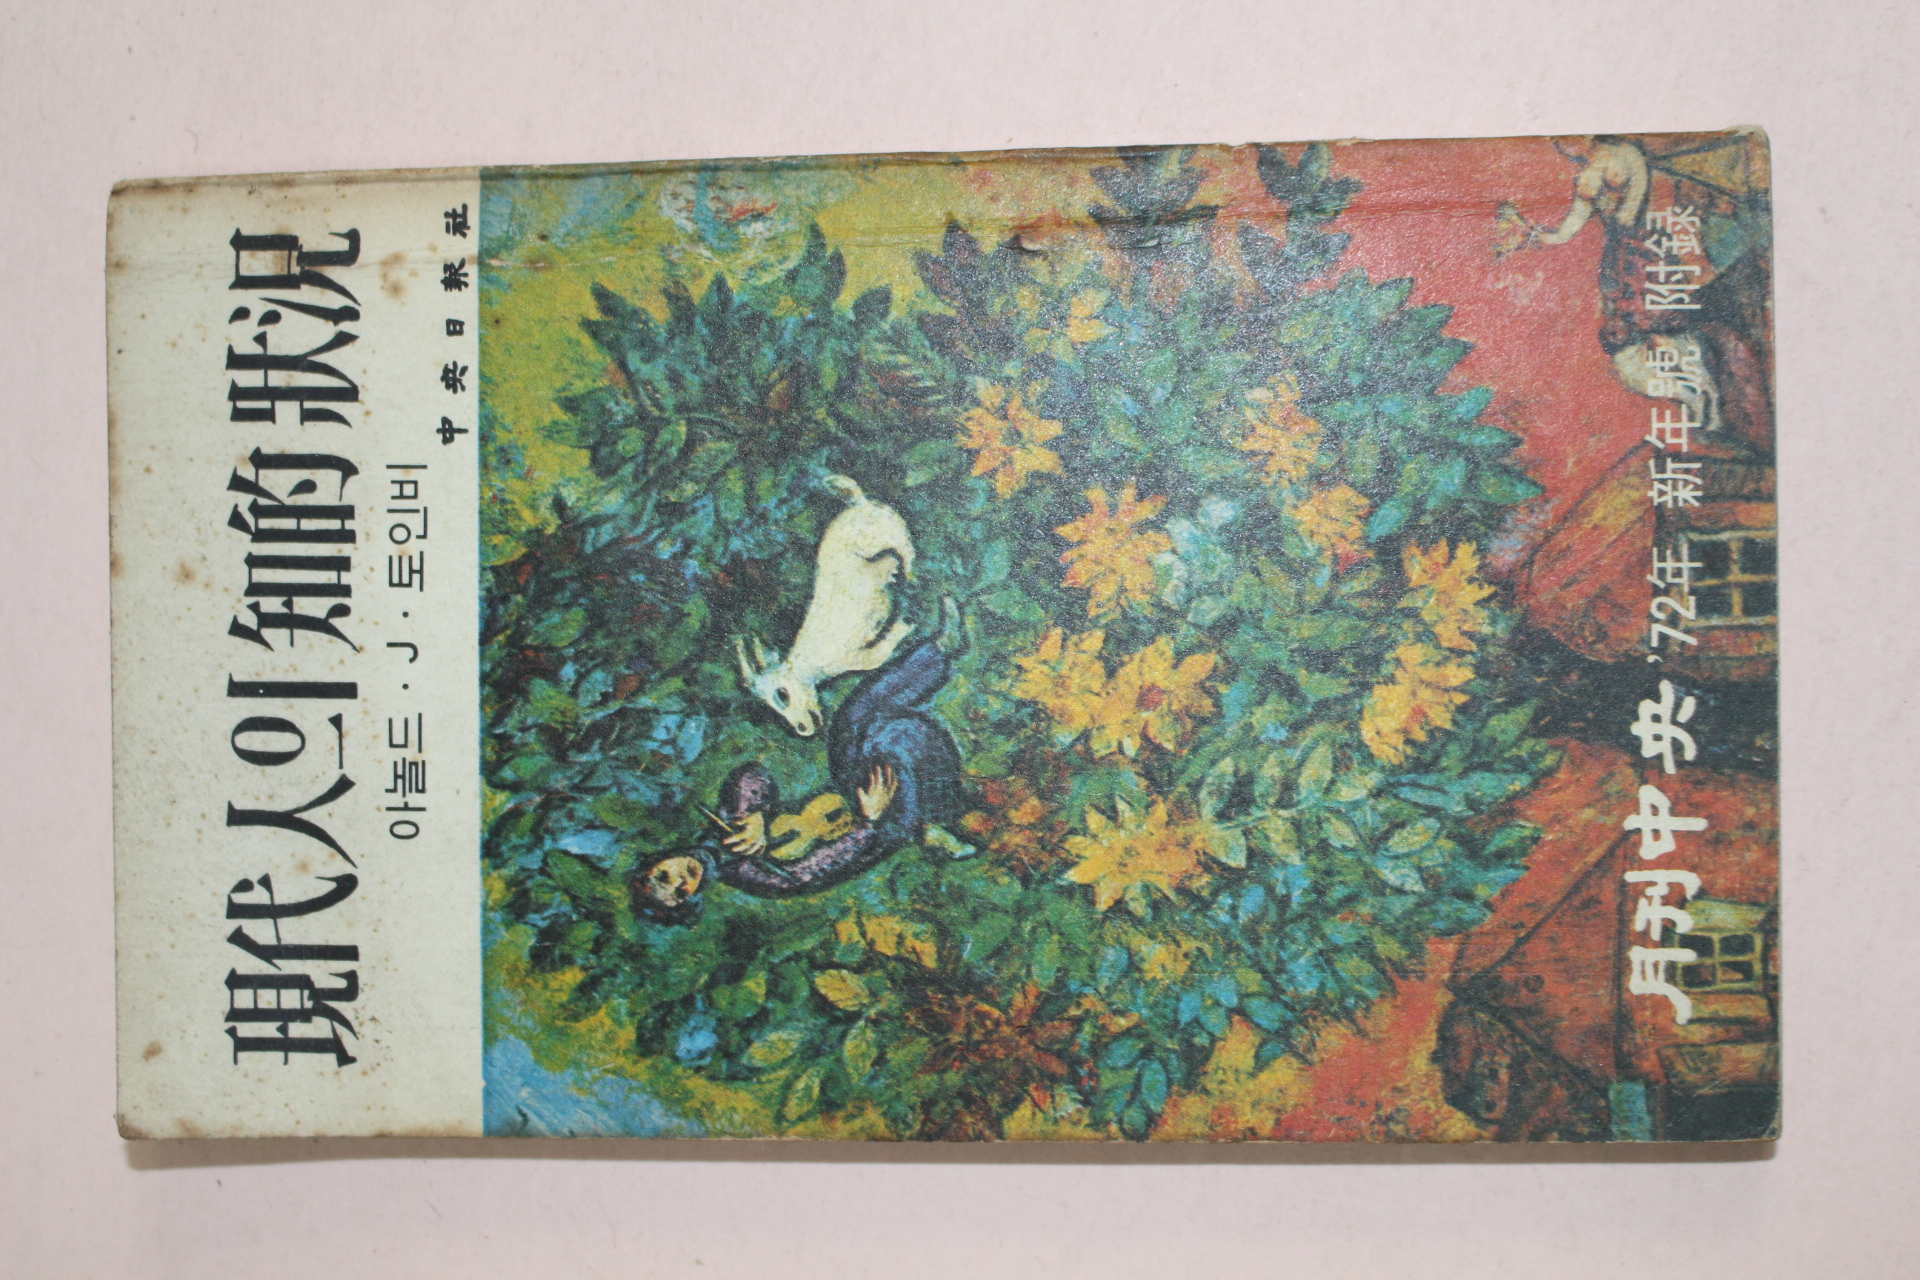 現代人의 知的 狀況
아놀드·J·토인비
中央日報社
月刊中央 '72年 新年號 附録